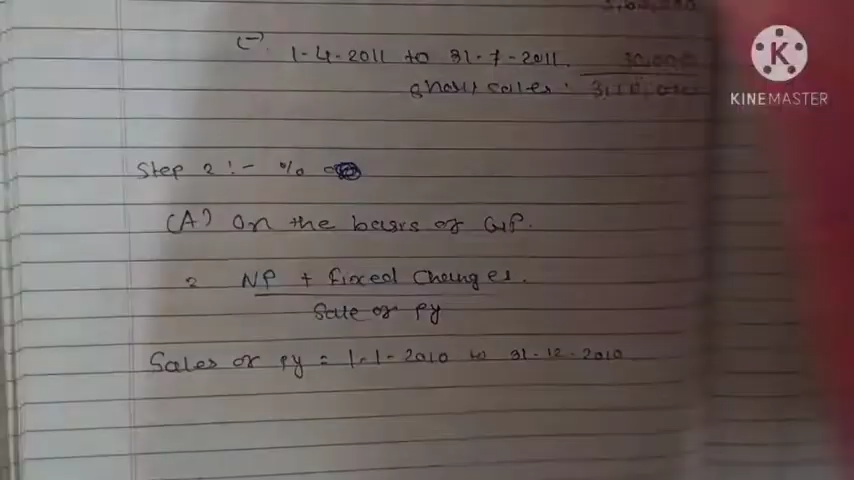 (-) 1-4-2011 to 31-7-2011.
short sales :
KINEMASTER
Step 2 :- %
(A) On the basis of G.P.
= NP + fixed charges.
Sale of PY
Sales of PY = 1-1-2010 to 31-12-2010